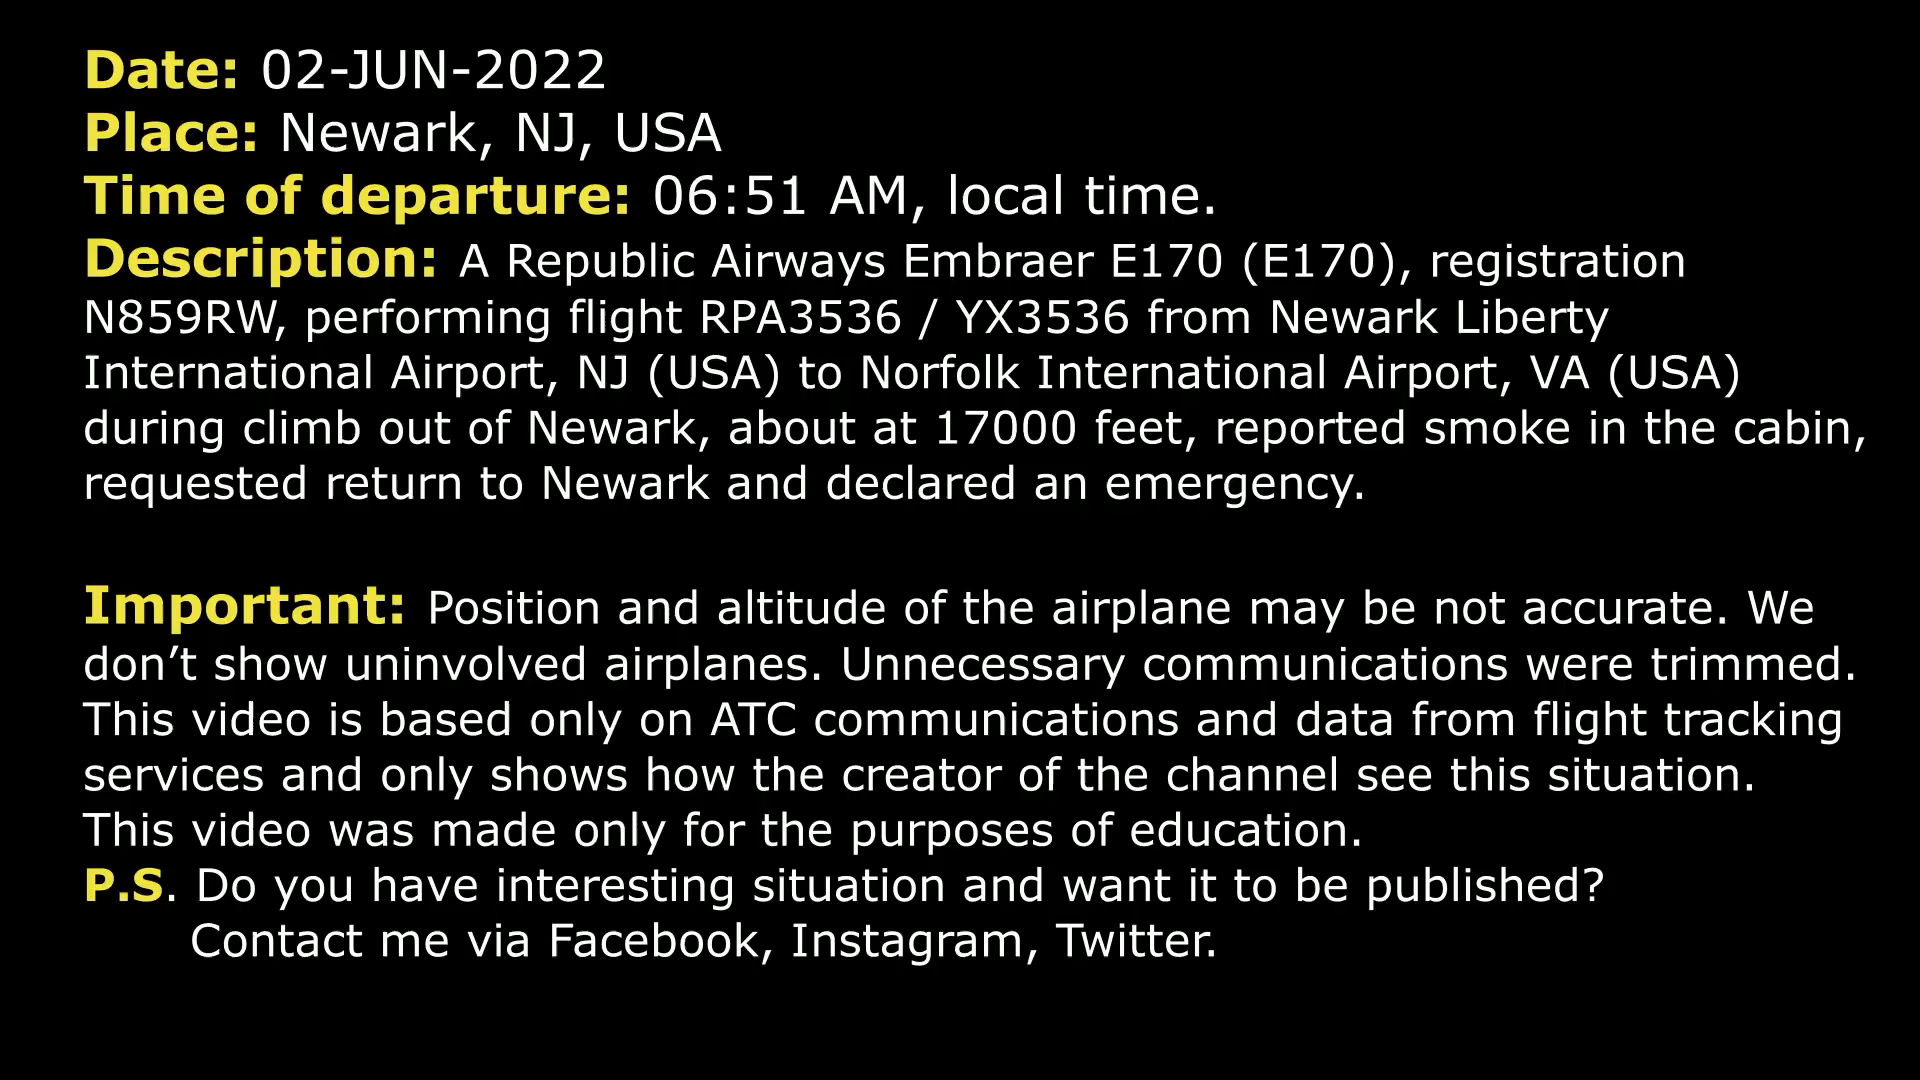 Date: 02-JUN-2022
Place: Newark, NJ, USA
Time of departure: 06:51 AM, local time.
Description: A Republic Airways Embraer E170 (E170), registration
N859RW, performing flight RPA3536 / YX3536 from Newark Liberty
International Airport, NJ (USA) to Norfolk International Airport, VA (USA)
during climb out of Newark, about at 17000 feet, reported smoke in the cabin,
requested return to Newark and declared an emergency.
Important: Position and altitude of the airplane may be not accurate. We
don’t show uninvolved airplanes. Unnecessary communications were trimmed.
This video is based only on ATC communications and data from flight tracking
services and only shows how the creator of the channel see this situation.
This video was made only for the purposes of education.
P.S. Do you have interesting situation and want it to be published?
Contact me via Facebook, Instagram, Twitter.